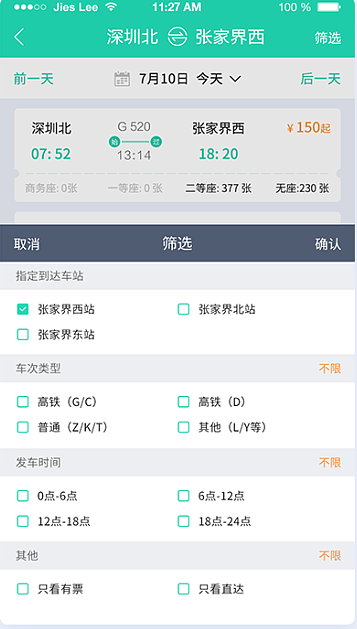 Jies Lee 11:27 AM 100 %
深圳北 张家界西 筛选
前一天 7月10日 今天 后一天
深圳北 G 520 张家界西 ¥ 150起
始 过
07: 52 13:14 18: 20
商务座: 0张 一等座: 0张 二等座: 377 张 无座:230 张
取消 筛选 确认
指定到达车站
张家界西站 张家界北站
张家界东站
车次类型 不限
高铁（G/C） 高铁（D）
普通（Z/K/T） 其他（L/Y等）
发车时间 不限
0点-6点 6点-12点
12点-18点 18点-24点
其他 不限
只看有票 只看直达